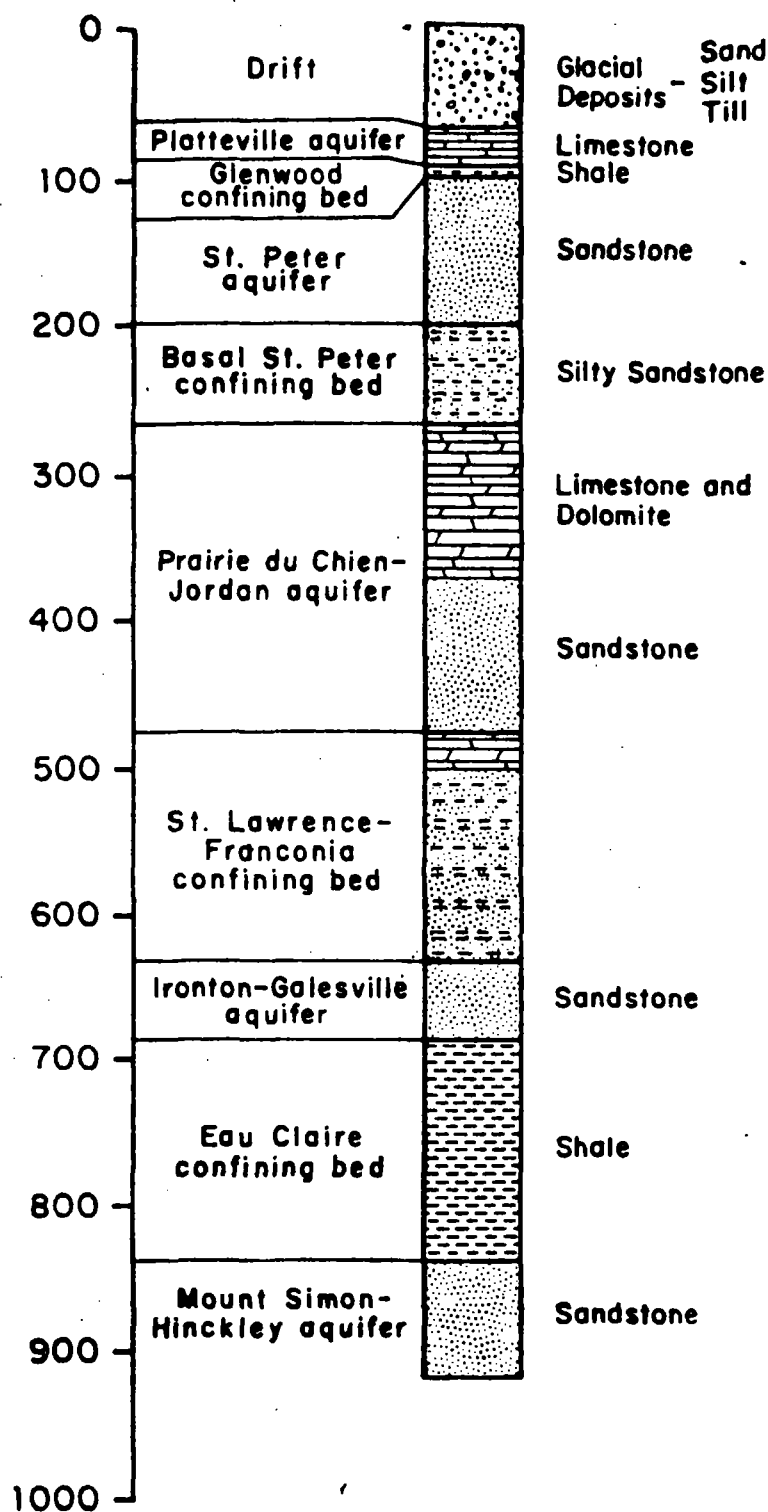 0
Drift
Glacial Deposits - Sand
Silt
Till
Platteville aquifer
Limestone
Glenwood
confining bed
Shale
100
St. Peter
aquifer
Sandstone
200
Basal St. Peter
confining bed
Silty Sandstone
300
Limestone and
Dolomite
Prairie du Chien-
Jordan aquifer
400
Sandstone
500
St. Lawrence-
Franconia
confining bed
600
Ironton-Galesville
aquifer
Sandstone
700
Eau Claire
confining bed
Shale
800
Mount Simon-
Hinckley aquifer
Sandstone
900
1000